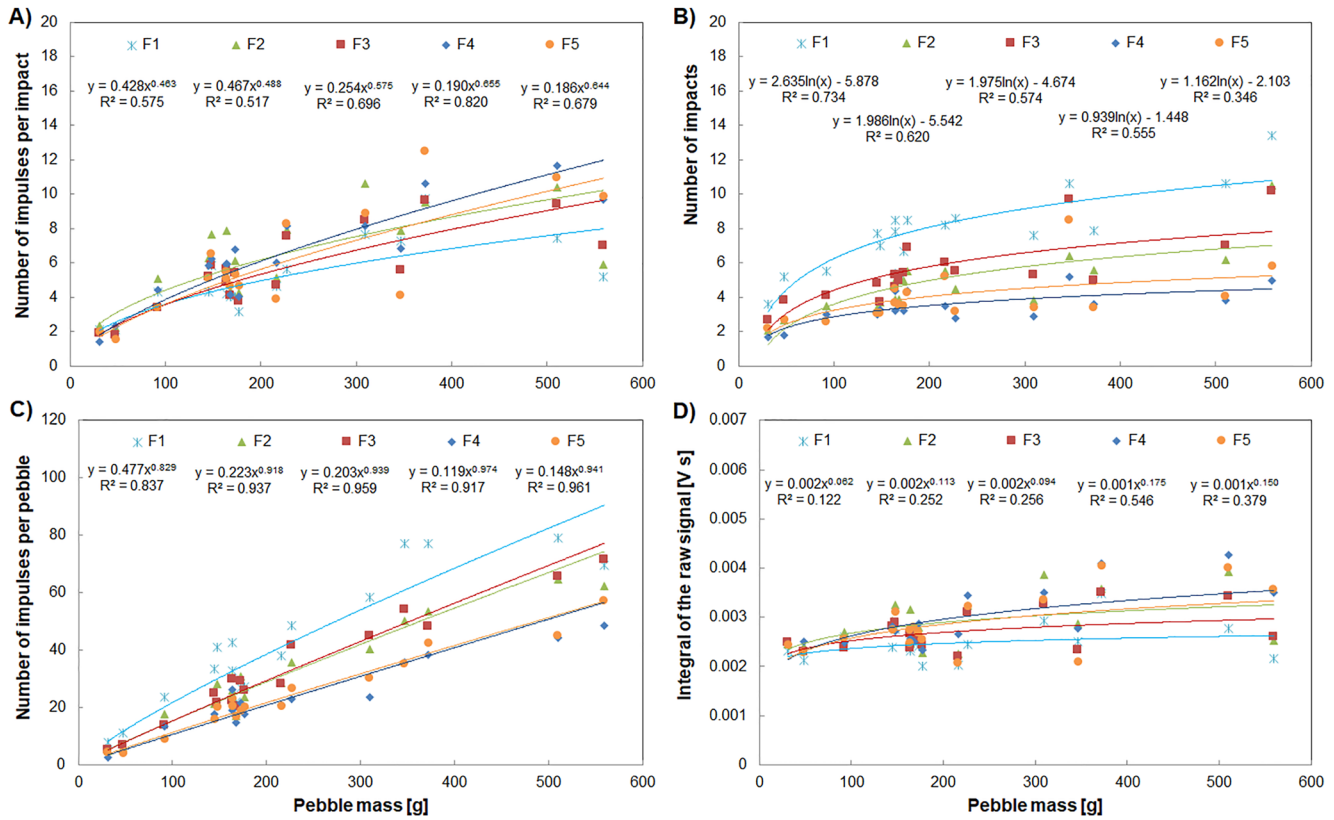 A)
Number of impulses per impact
20
18
16
14
12
10
8
6
4
2
0
F1 F2 F3 F4 F5
y = 0.428x^0.463 y = 0.467x^0.488 y = 0.254x^0.575 y = 0.190x^0.655 y = 0.186x^0.644
R² = 0.575 R² = 0.517 R² = 0.696 R² = 0.820 R² = 0.679
0 100 200 300 400 500 600
B)
Number of impacts
20
18
16
14
12
10
8
6
4
2
0
F1 F2 F3 F4 F5
y = 2.635ln(x) - 5.878 y = 1.975ln(x) - 4.674 y = 1.162ln(x) - 2.103
R² = 0.734 R² = 0.574 R² = 0.346
y = 1.986ln(x) - 5.542 y = 0.939ln(x) - 1.448
R² = 0.620 R² = 0.555
0 100 200 300 400 500 600
C)
Number of impulses per pebble
120
100
80
60
40
20
0
F1 F2 F3 F4 F5
y = 0.477x^0.829 y = 0.223x^0.918 y = 0.203x^0.939 y = 0.119x^0.974 y = 0.148x^0.941
R² = 0.837 R² = 0.937 R² = 0.959 R² = 0.917 R² = 0.961
0 100 200 300 400 500 600
Pebble mass [g]
D)
Integral of the raw signal [V s]
0.007
0.006
0.005
0.004
0.003
0.002
0.001
0
F1 F2 F3 F4 F5
y = 0.002x^0.062 y = 0.002x^0.113 y = 0.002x^0.094 y = 0.001x^0.175 y = 0.001x^0.150
R² = 0.122 R² = 0.252 R² = 0.256 R² = 0.546 R² = 0.379
0 100 200 300 400 500 600
Pebble mass [g]